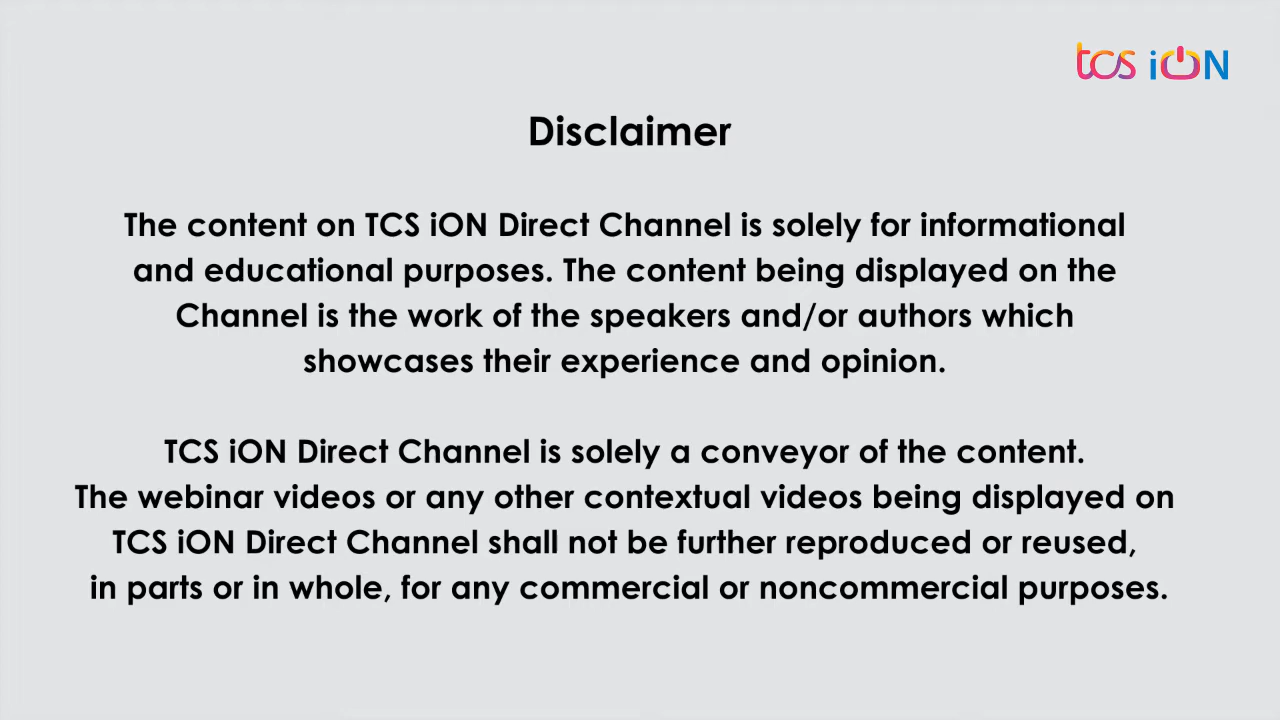 tcs iON
Disclaimer
The content on TCS iON Direct Channel is solely for informational
and educational purposes. The content being displayed on the
Channel is the work of the speakers and/or authors which
showcases their experience and opinion.
TCS iON Direct Channel is solely a conveyor of the content.
The webinar videos or any other contextual videos being displayed on
TCS iON Direct Channel shall not be further reproduced or reused,
in parts or in whole, for any commercial or noncommercial purposes.